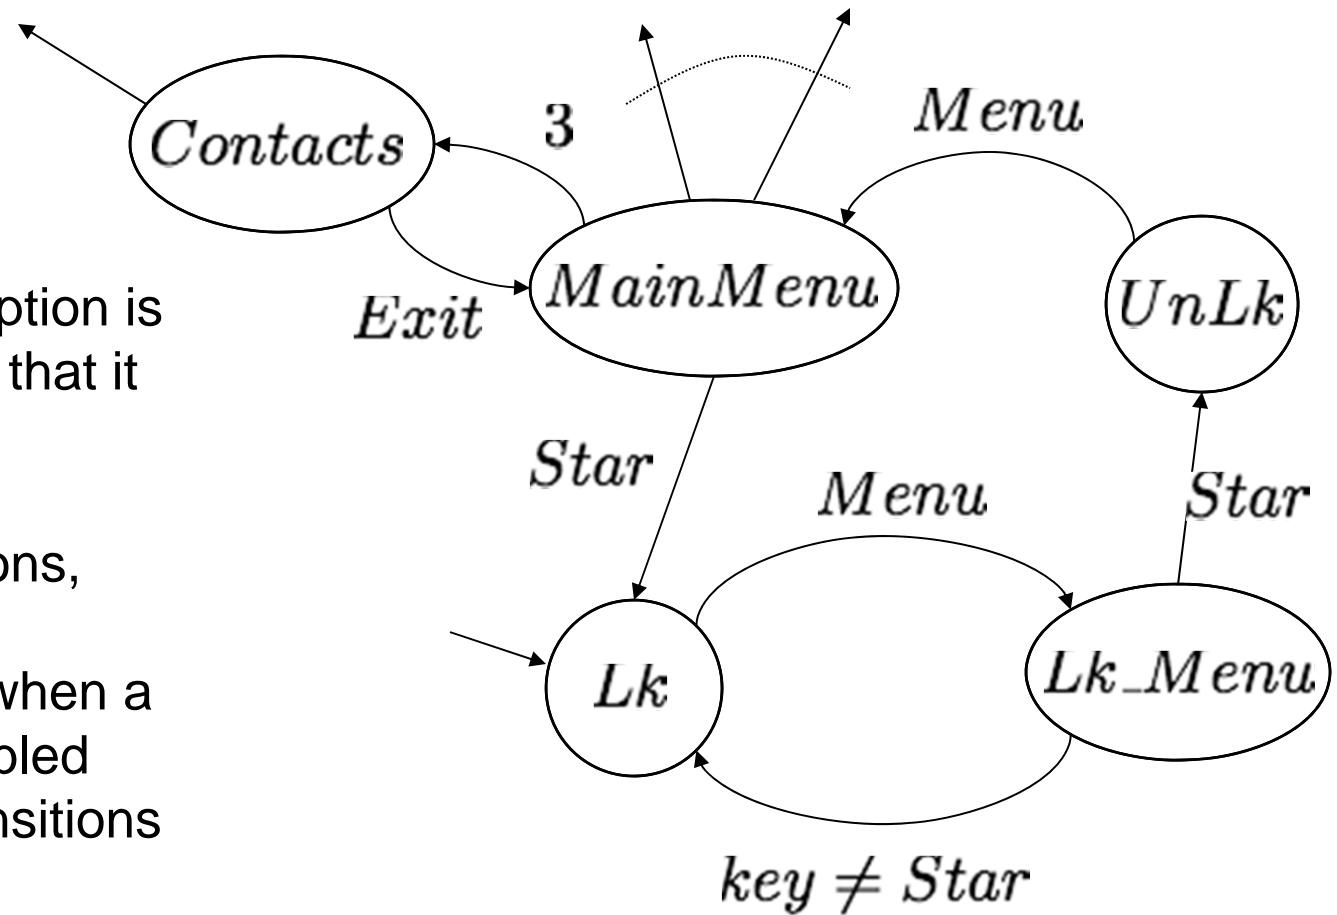 3
Menu
Contacts
MainMenu
UnLk
Exit
ption is
that it
Star
Menu
Star
ons,
Lk
Lk_Menu
when a
bled
nsitions
key ≠ Star